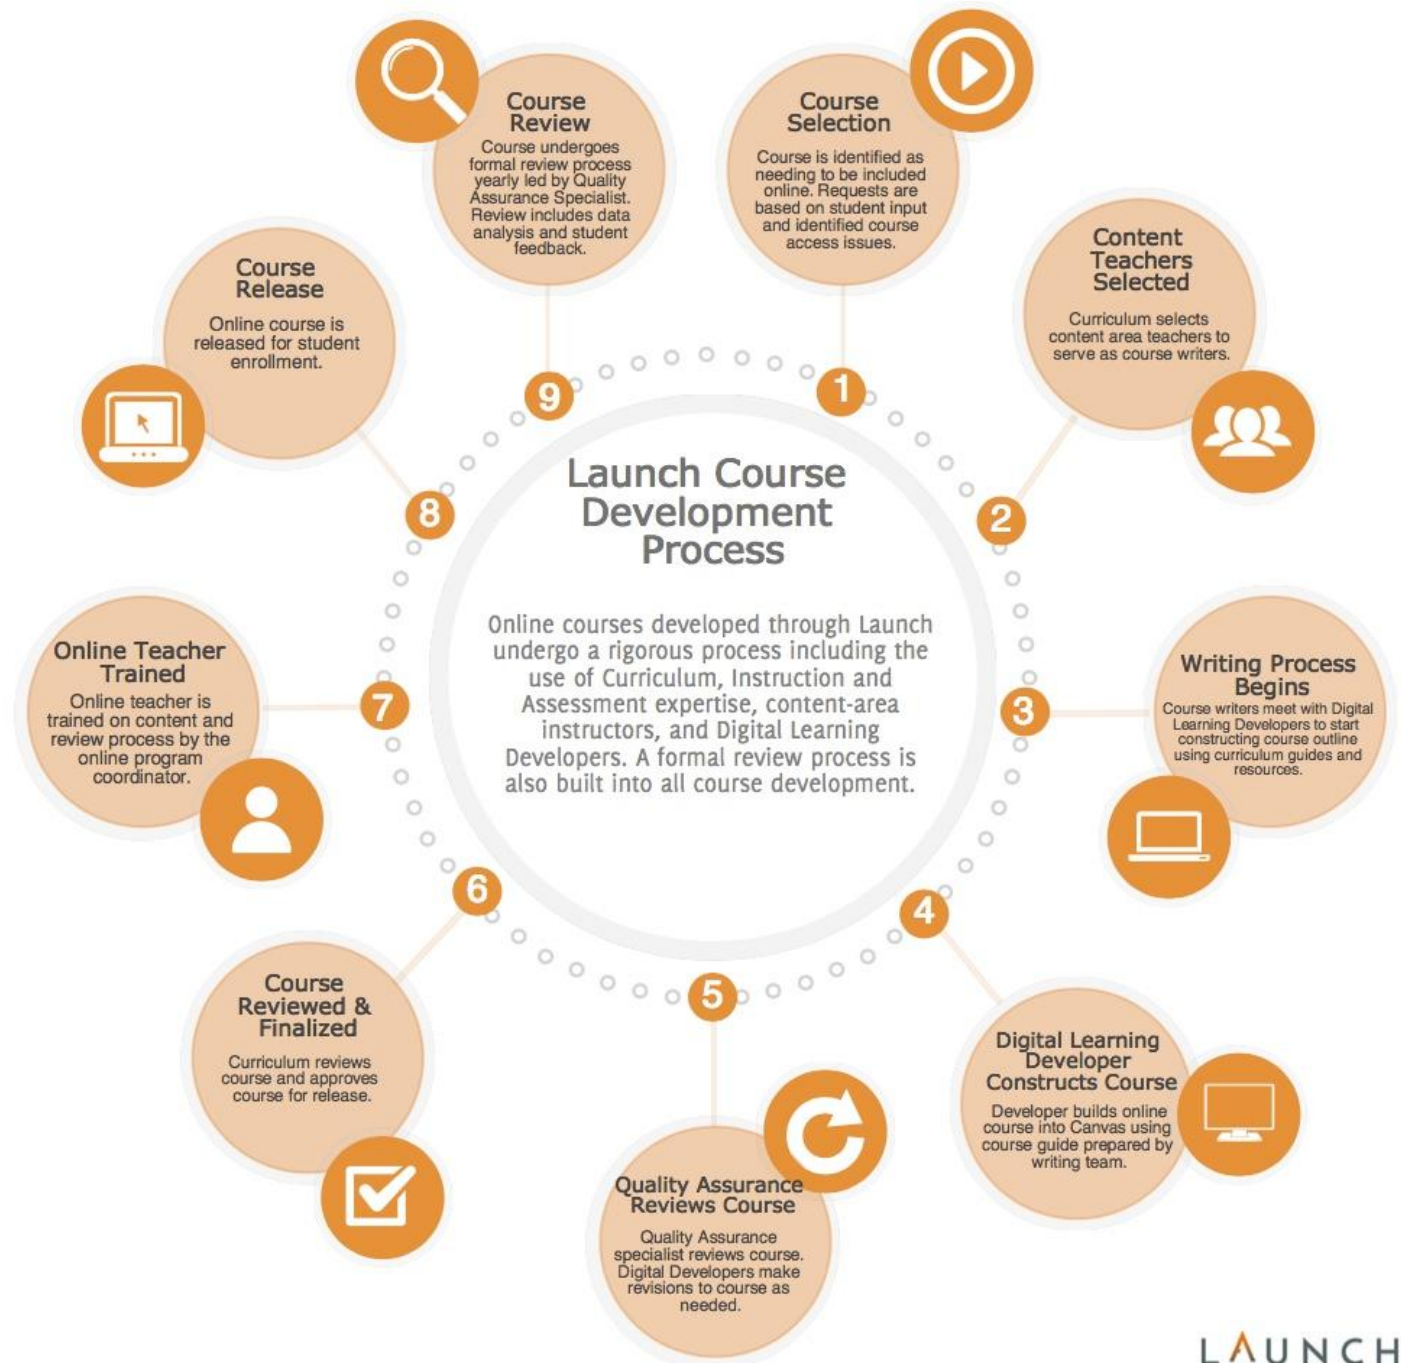 Launch Course
Development
Process
Online courses developed through Launch
undergo a rigorous process including the
use of Curriculum, Instruction and
Assessment expertise, content-area
instructors, and Digital Learning
Developers. A formal review process is
also built into all course development.
1
Course
Selection
Course is identified as
needing to be included
online. Requests are
based on student input
and identified course
access issues.
2
Content
Teachers
Selected
Curriculum selects
content area teachers to
serve as course writers.
3
Writing Process
Begins
Course writers meet with Digital
Learning Developers to start
constructing course outline
using curriculum guides and
resources.
4
Digital Learning
Developer
Constructs Course
Developer builds online
course into Canvas using
course guide prepared by
writing team.
5
Quality Assurance
Reviews Course
Quality Assurance
specialist reviews course.
Digital Developers make
revisions to course as
needed.
6
Course
Reviewed &
Finalized
Curriculum reviews
course and approves
course for release.
7
Online Teacher
Trained
Online teacher is
trained on content and
review process by the
online program
coordinator.
8
Course
Release
Online course is
released for student
enrollment.
9
Course
Review
Course undergoes
formal review process
yearly led by Quality
Assurance Specialist.
Review includes data
analysis and student
feedback.
LAUNCH